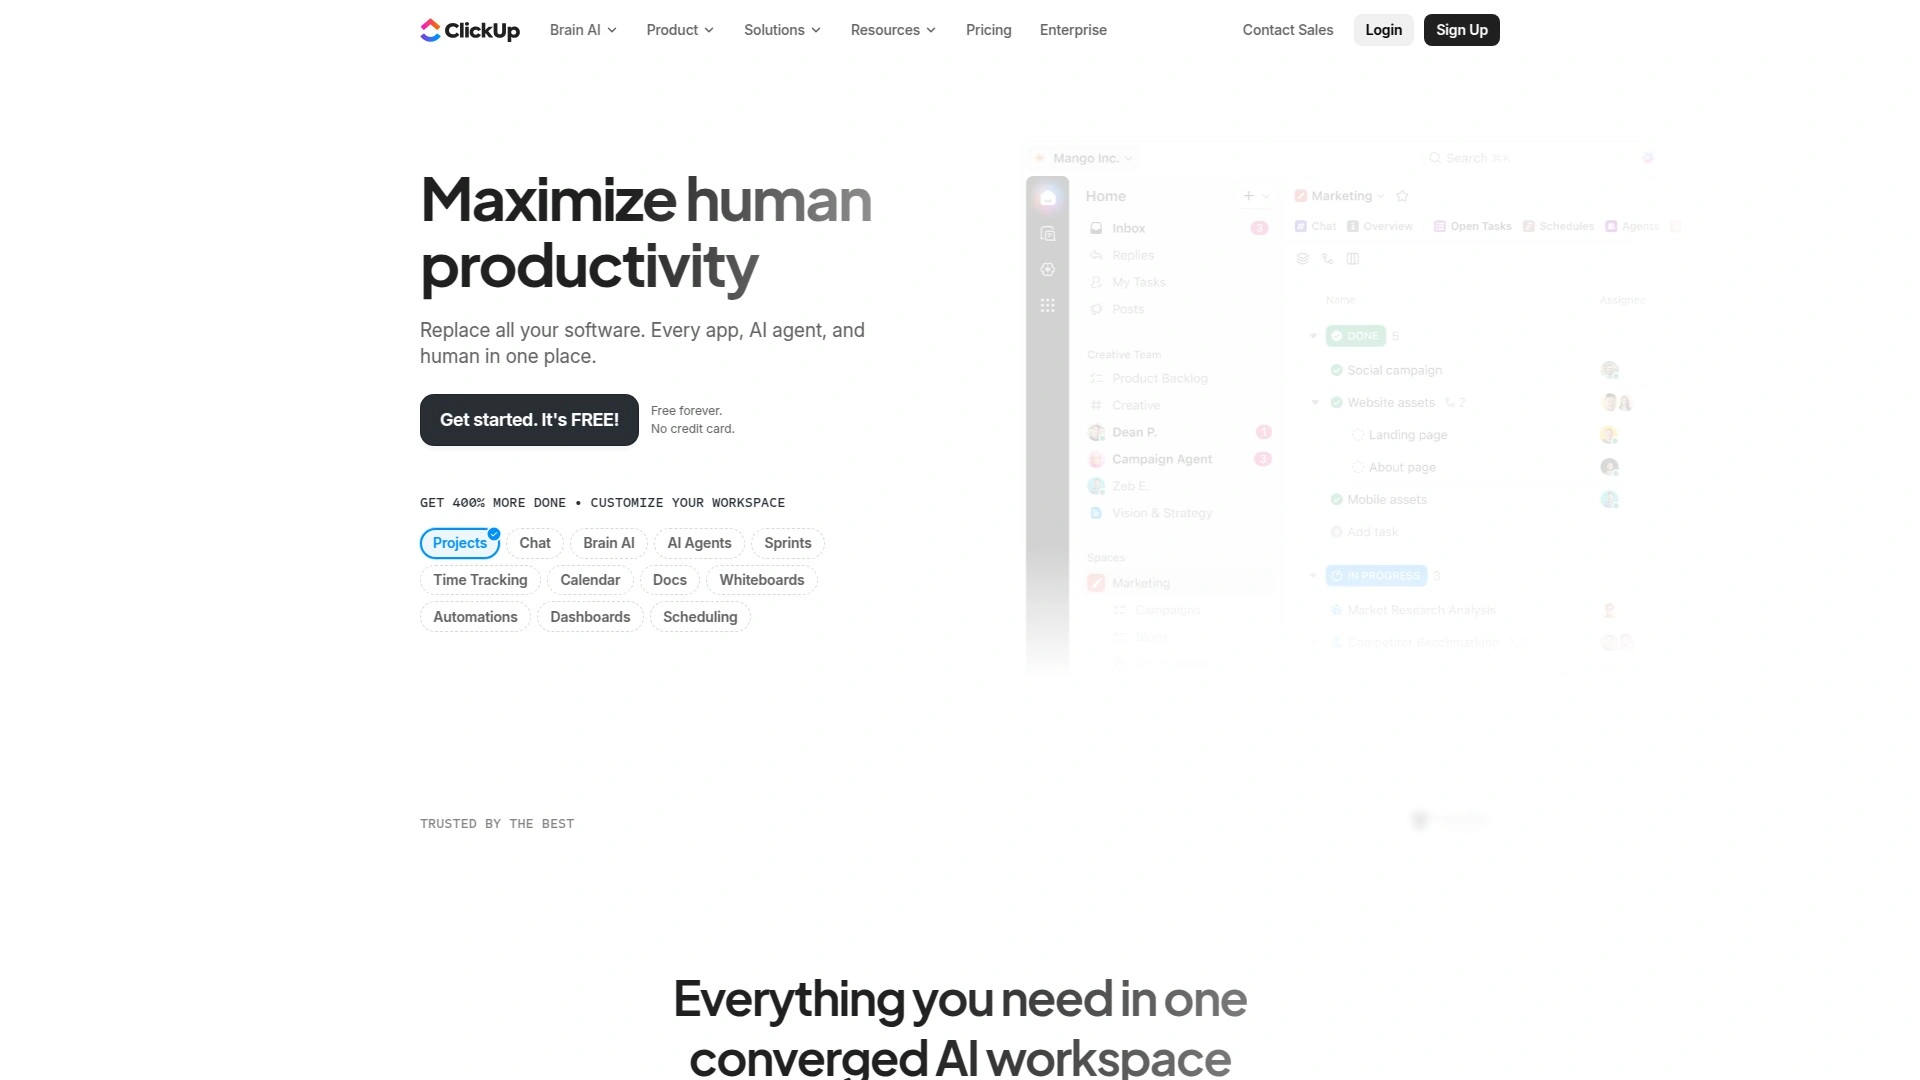 ClickUp
Brain AI
Product
Solutions
Resources
Pricing
Enterprise
Contact Sales
Login
Sign Up
Maximize human
productivity
Replace all your software. Every app, AI agent, and
human in one place.
Get started. It's FREE!
Free forever.
No credit card.
GET 400% MORE DONE • CUSTOMIZE YOUR WORKSPACE
Projects
Chat
Brain AI
AI Agents
Sprints
Time Tracking
Calendar
Docs
Whiteboards
Automations
Dashboards
Scheduling
Mango Inc.
Search ⌘K
Home
Inbox 3
Replies
My Tasks
Posts
Creative Team
Product Backlog
Creative
Dean P. 1
Campaign Agent 3
Zeb E.
Vision & Strategy
Spaces
Marketing
Campaigns
Marketing
Chat
Overview
Open Tasks
Schedules
Agents
Name
Assignee
DONE 5
Social campaign
Website assets 2
Landing page
About page
Mobile assets
Add task
IN PROGRESS 3
Market Research Analysis
Competitor Benchmarking
TRUSTED BY THE BEST
Everything you need in one
converged AI workspace